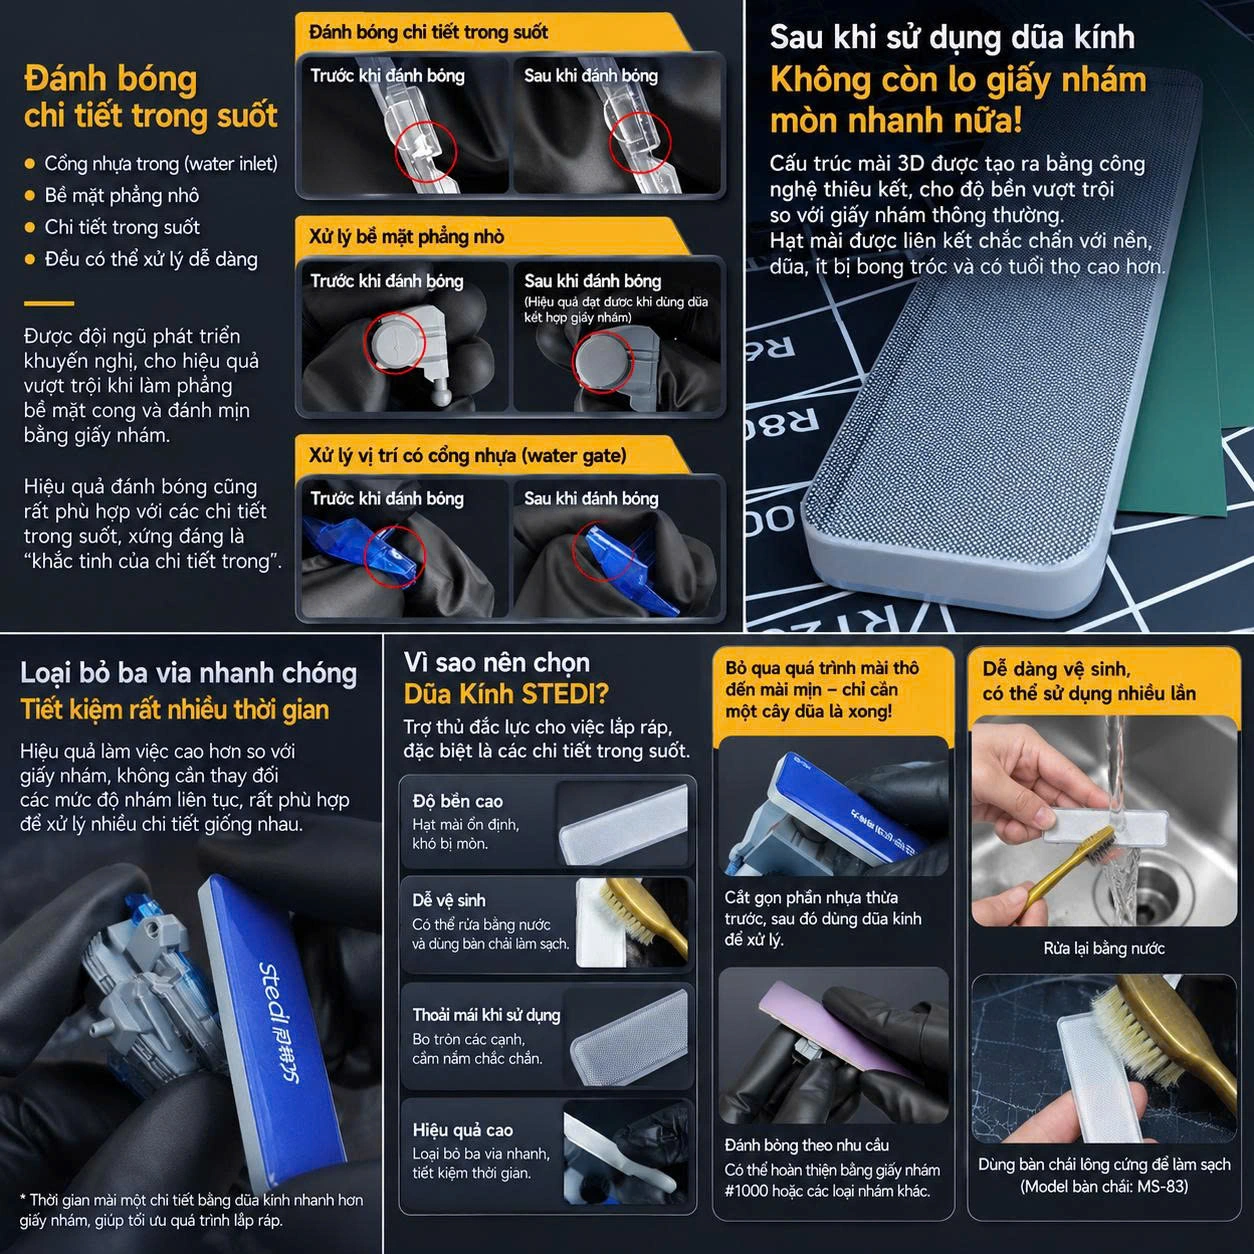 Đánh bóng
chi tiết trong suốt
Cổng nhựa trong (water inlet)
Bề mặt phẳng nhô
Chi tiết trong suốt
Đều có thể xử lý dễ dàng
Được đội ngũ phát triển
khuyến nghị, cho hiệu quả
vượt trội khi làm phẳng
bề mặt cong và đánh mịn
bằng giấy nhám.
Hiệu quả đánh bóng cũng
rất phù hợp với các chi tiết
trong suốt, xứng đáng là
“khắc tinh của chi tiết trong”.
Đánh bóng chi tiết trong suốt
Trước khi đánh bóng
Sau khi đánh bóng
Xử lý bề mặt phẳng nhỏ
Trước khi đánh bóng
Sau khi đánh bóng
(Hiệu quả đạt được khi dùng dũa
kết hợp giấy nhám)
Xử lý vị trí có cổng nhựa (water gate)
Trước khi đánh bóng
Sau khi đánh bóng
Sau khi sử dụng dũa kính
Không còn lo giấy nhám
mòn nhanh nữa!
Cấu trúc mài 3D được tạo ra bằng công
nghệ thiêu kết, cho độ bền vượt trội
so với giấy nhám thông thường.
Hạt mài được liên kết chắc chắn với nền,
dũa, ít bị bong tróc và có tuổi thọ cao hơn.
R80
Loại bỏ ba via nhanh chóng
Tiết kiệm rất nhiều thời gian
Hiệu quả làm việc cao hơn so với
giấy nhám, không cần thay đổi
các mức độ nhám liên tục, rất phù hợp
để xử lý nhiều chi tiết giống nhau.
Stedi
* Thời gian mài một chi tiết bằng dũa kính nhanh hơn
giấy nhám, giúp tối ưu quá trình lắp ráp.
Vì sao nên chọn
Dũa Kính STEDI?
Trợ thủ đắc lực cho việc lắp ráp,
đặc biệt là các chi tiết trong suốt.
Độ bền cao
Hạt mài ổn định,
khó bị mòn.
Dễ vệ sinh
Có thể rửa bằng nước
và dùng bàn chải làm sạch.
Thoải mái khi sử dụng
Bo tròn các cạnh,
cầm nắm chắc chắn.
Hiệu quả cao
Loại bỏ ba via nhanh,
tiết kiệm thời gian.
Bỏ qua quá trình mài thô
đến mài mịn – chỉ cần
một cây dũa là xong!
Cắt gọn phần nhựa thừa
trước, sau đó dùng dũa kính
để xử lý.
Đánh bóng theo nhu cầu
Có thể hoàn thiện bằng giấy nhám
#1000 hoặc các loại nhám khác.
Dễ dàng vệ sinh,
có thể sử dụng nhiều lần
Rửa lại bằng nước
Dùng bàn chải lông cứng để làm sạch
(Model bàn chải: MS-83)